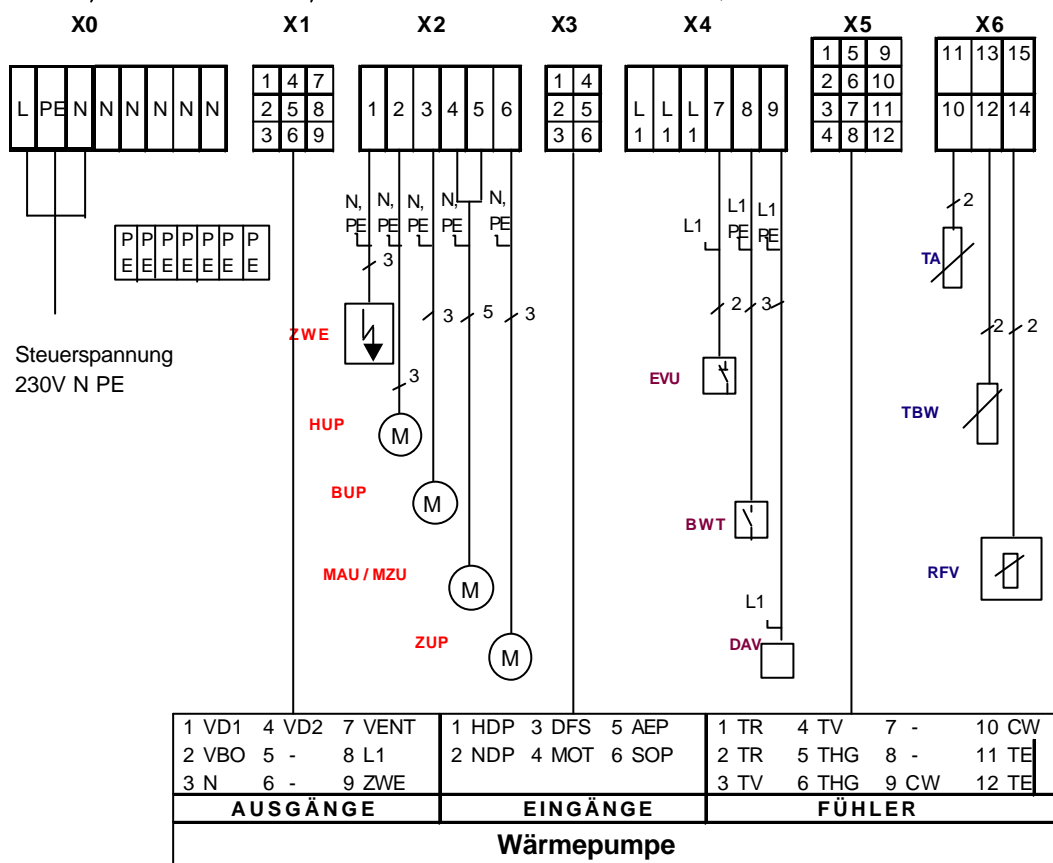 X0 X1 X2 X3 X4 X5 X6
L PE N N N N N N
1 4 7
2 5 8
3 6 9
1 2 3 4 5 6
1 4
2 5
3 6
L1 L1 L1 7 8 9
1 5 9
2 6 10
3 7 11
4 8 12
11 13 15
10 12 14
N, PE N, PE N, PE N, PE N, PE
L1 L1 PE L1 PE
PE PE PE PE PE PE PE
3
3
3 5 3
2 3
2
2 2
Steuerspannung
230V N PE
ZWE
HUP
M
BUP
M
MAU / MZU
M
ZUP
M
EVU
BWT
L1
DAV
TA
TBW
RFV
1 VD1 4 VD2 7 VENT 1 HDP 3 DFS 5 AEP 1 TR 4 TV 7 - 10 CW
2 VBO 5 - 8 L1 2 NDP 4 MOT 6 SOP 2 TR 5 THG 8 - 11 TE
3 N 6 - 9 ZWE 3 TV 6 THG 9 CW 12 TE
AUSGÄNGE EINGÄNGE FÜHLER
Wärmepumpe